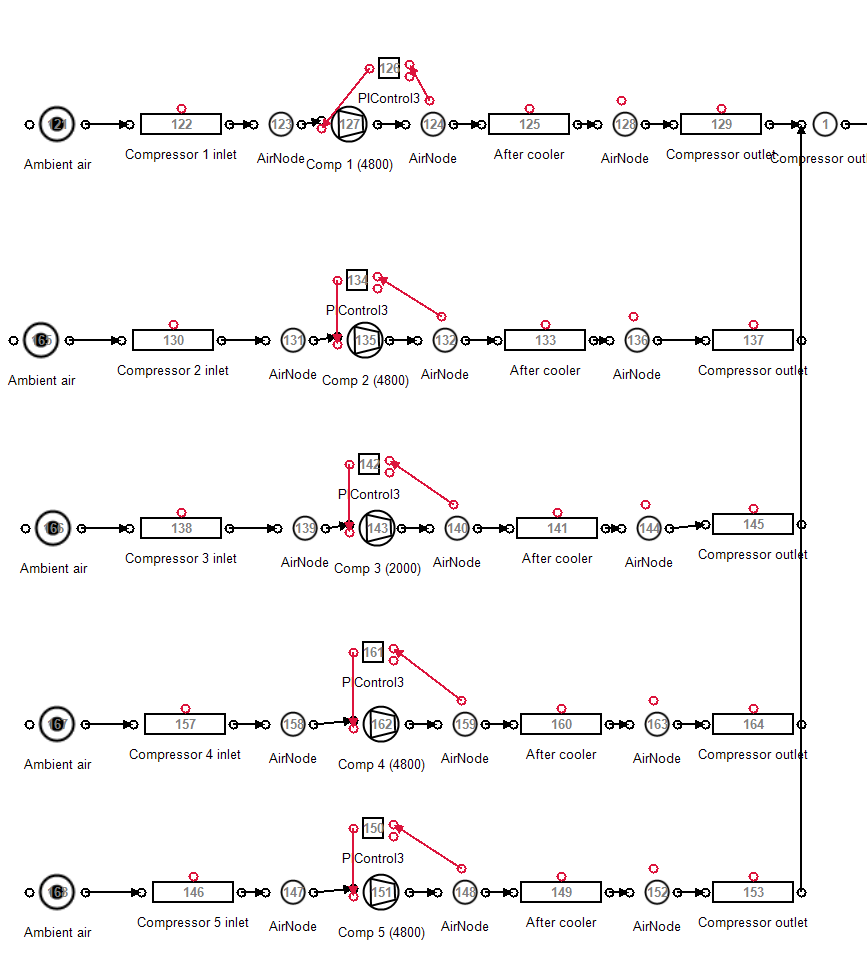 126
PIControl3
121
122
123
127
124
125
128
129
1
Ambient air
Compressor 1 inlet
AirNode
Comp 1 (4800)
AirNode
After cooler
AirNode
Compressor outlet
Compressor outl
134
PIControl3
165
130
131
135
132
133
136
137
Ambient air
Compressor 2 inlet
AirNode
Comp 2 (4800)
AirNode
After cooler
AirNode
Compressor outlet
142
PIControl3
166
138
139
143
140
141
144
145
Ambient air
Compressor 3 inlet
AirNode
Comp 3 (2000)
AirNode
After cooler
AirNode
Compressor outlet
161
PIControl3
167
157
158
162
159
160
163
164
Ambient air
Compressor 4 inlet
AirNode
Comp 4 (4800)
AirNode
After cooler
AirNode
Compressor outlet
150
PIControl3
168
146
147
151
148
149
152
153
Ambient air
Compressor 5 inlet
AirNode
Comp 5 (4800)
AirNode
After cooler
AirNode
Compressor outlet